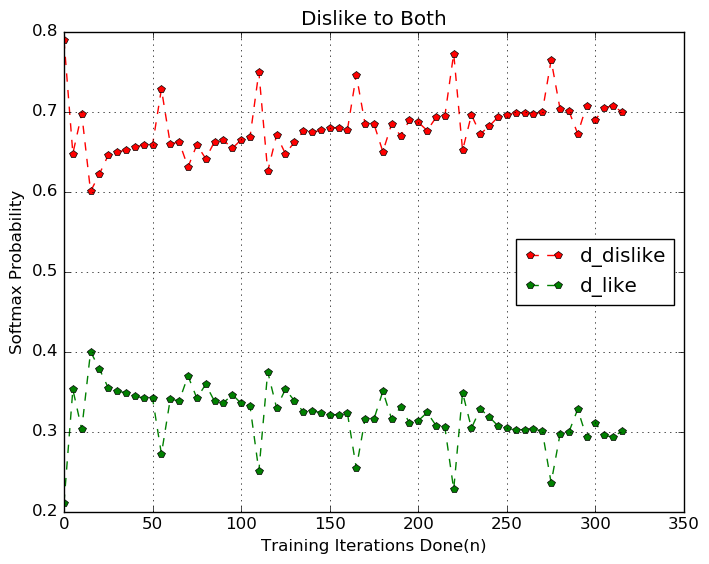 Dislike to Both
0.8
0.7
0.6
0.5
0.4
0.3
0.2
Softmax Probability
d_dislike
d_like
0 50 100 150 200 250 300 350
Training Iterations Done(n)